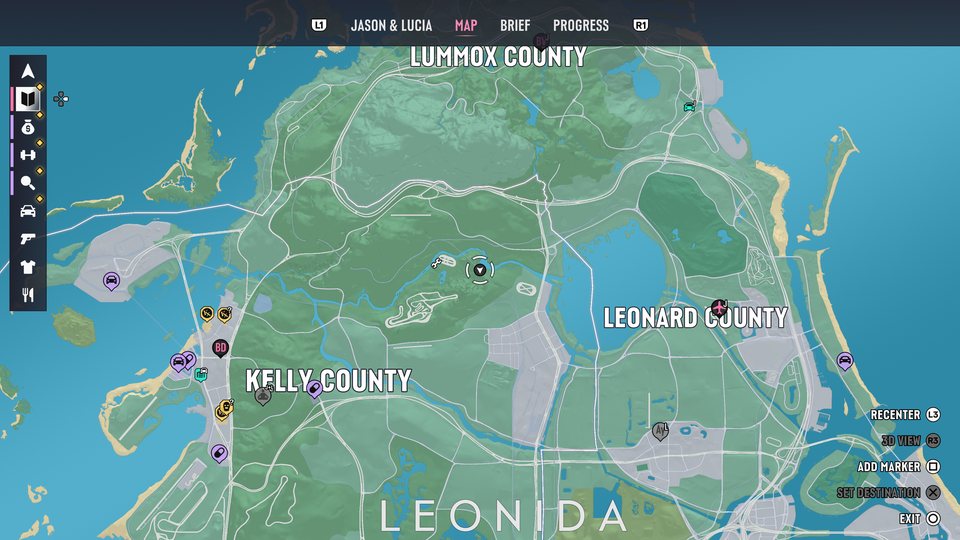 L1 JASON & LUCIA MAP BRIEF PROGRESS R1
LUMMOX COUNTY
LEONARD COUNTY
BD
KELLY COUNTY
RECENTER L3
3D VIEW R3
ADD MARKER
SET DESTINATION
LEONIDA
EXIT